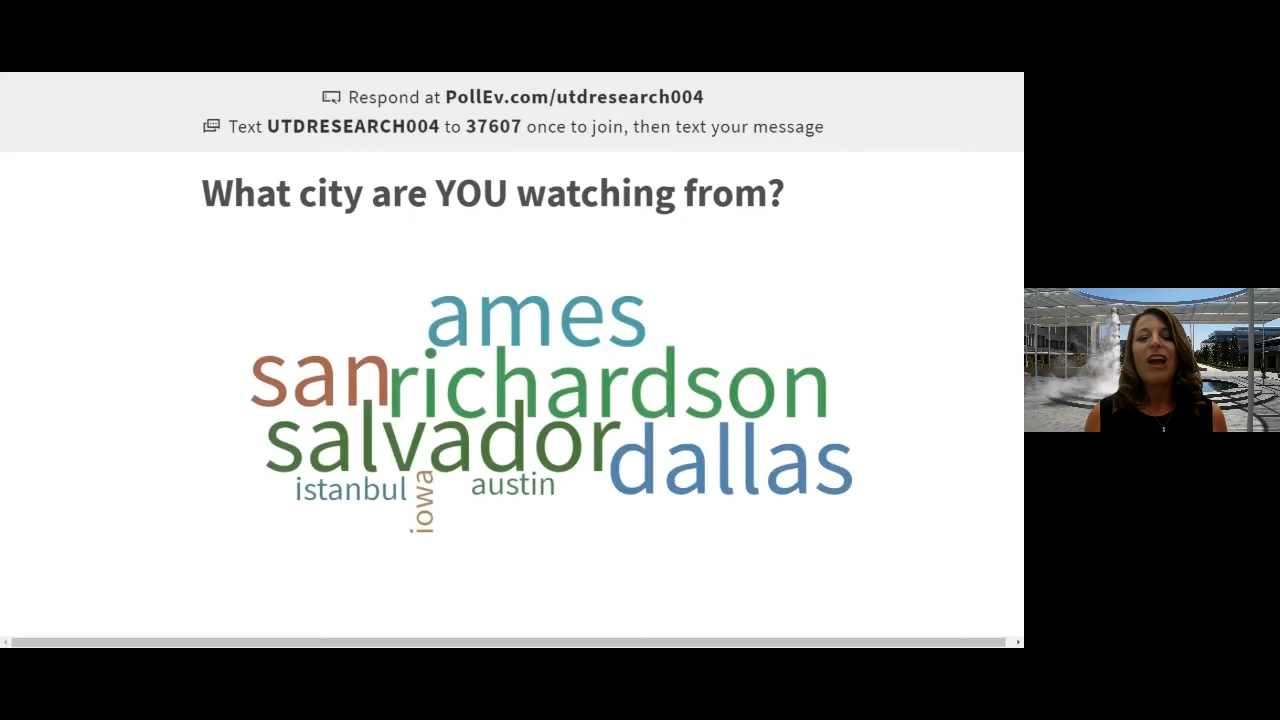 Respond at PollEv.com/utdresearch004
Text UTDRESEARCH004 to 37607 once to join, then text your message
What city are YOU watching from?
ames
san
richardson
salvador
dallas
istanbul
iowa
austin